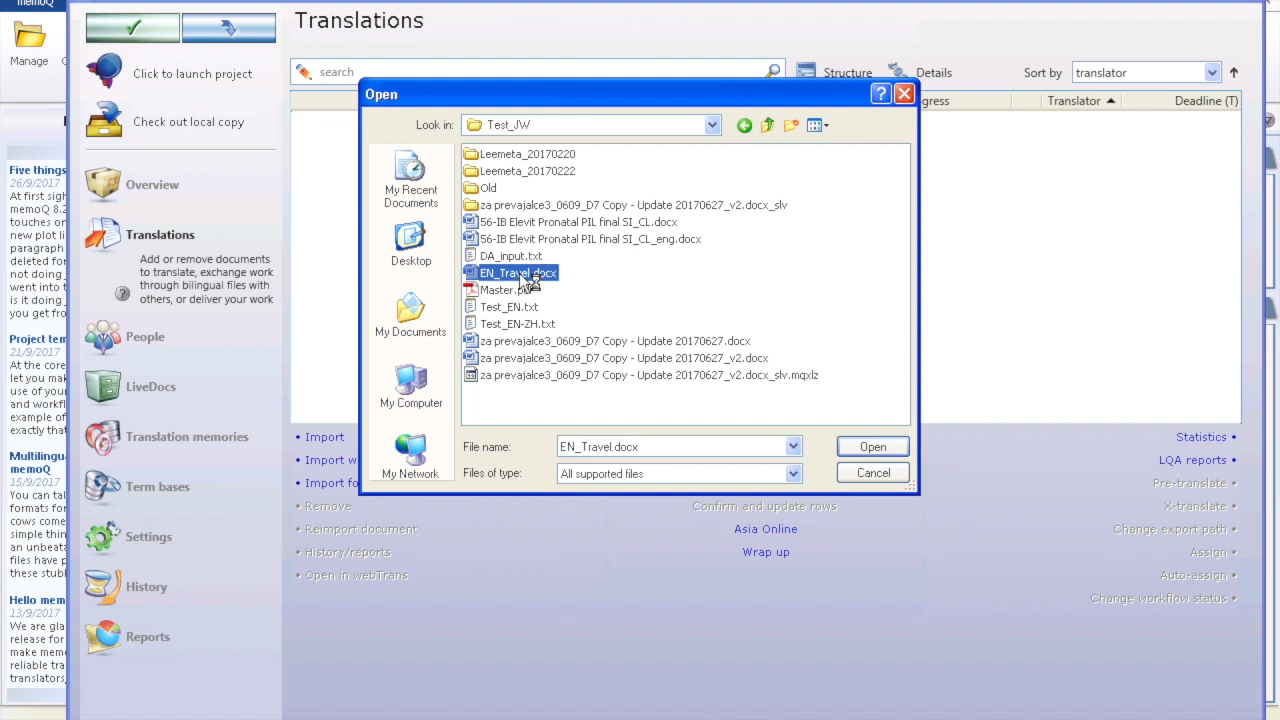 memoQ
Manage
Translations
Click to launch project
search
Structure
Details
Sort by
translator
gress
Translator
Deadline (T)
Check out local copy
Overview
Translations
Add or remove documents
to translate, exchange work
through bilingual files with
others, or deliver your work
People
LiveDocs
Translation memories
Term bases
Settings
History
Reports
Five things
26/9/2017
At first sigh
memoQ 8.2
touches on
new plot li
paragraph
deleted for
not doing
went into t
is it doing
you get fro
Project tem
21/9/2017
At the core
let you mak
use of your
and workfl
example of
exactly that
Multilingu
memoQ
15/9/2017
You can tal
formats for
cows come
simple thin
an unbeata
files have p
these stubl
Hello mem
13/9/2017
We are gla
release for
make mem
reliable tra
translators,
Open
Look in:
Test_JW
My Recent
Documents
Desktop
My Documents
My Computer
My Network
Leemeta_20170220
Leemeta_20170222
Old
za prevajalce3_0609_D7 Copy - Update 20170627_v2.docx_slv
56-IB Elevit Pronatal PIL final SI_CL.docx
56-IB Elevit Pronatal PIL final SI_CL_eng.docx
DA_input.txt
EN_Travel.docx
Master.
Test_EN.txt
Test_EN-ZH.txt
za prevajalce3_0609_D7 Copy - Update 20170627.docx
za prevajalce3_0609_D7 Copy - Update 20170627_v2.docx
za prevajalce3_0609_D7 Copy - Update 20170627_v2.docx_slv.mqxlz
File name:
EN_Travel.docx
Open
Files of type:
All supported files
Cancel
Import
Import w
Import fo
Remove
Reimport document
History/reports
Open in webTrans
Confirm and update rows
Asia Online
Wrap up
Statistics
LQA reports
Pre-translate
X-translate
Change export path
Assign
Auto-assign
Change workflow status